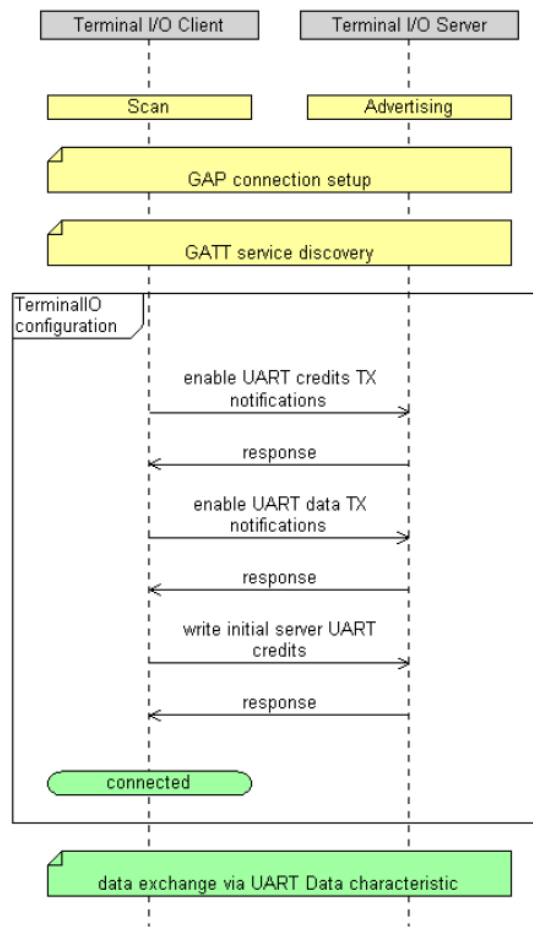 Terminal I/O Client
Terminal I/O Server
Scan
Advertising
GAP connection setup
GATT service discovery
TerminalIO
configuration
enable UART credits TX
notifications
response
enable UART data TX
notifications
response
write initial server UART
credits
response
connected
data exchange via UART Data characteristic